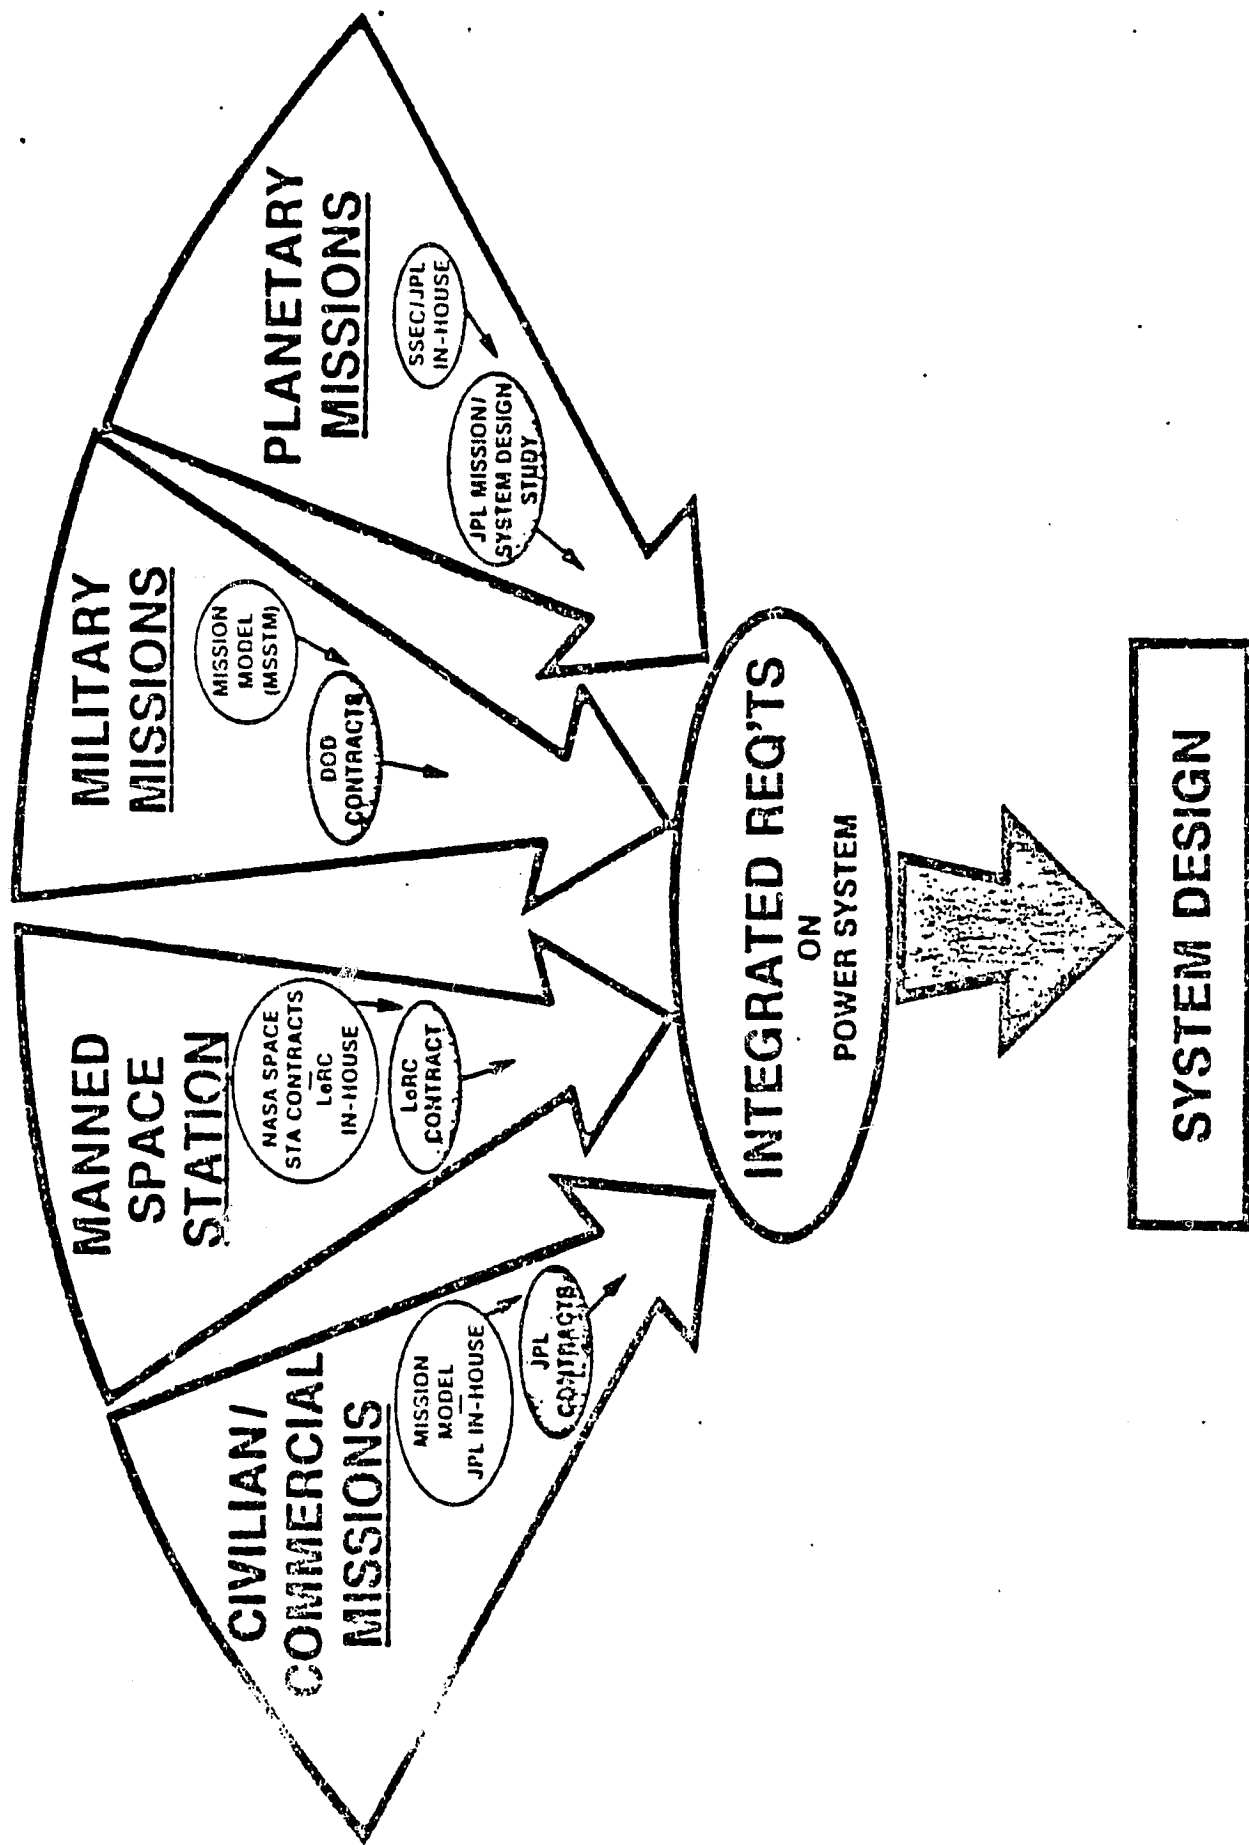 CIVILIAN/
COMMERCIAL
MISSIONS
MISSION
MODEL
JPL IN-HOUSE
JPL
CONTRACTS
MANNED
SPACE
STATION
NASA SPACE
STA CONTRACTS
LeRC
IN-HOUSE
LeRC
CONTRACT
MILITARY
MISSIONS
MISSION
MODEL
(MSSTM)
DOD
CONTRACTS
PLANETARY
MISSIONS
SSEC/JPL
IN-HOUSE
JPL MISSION/
SYSTEM DESIGN
STUDY
INTEGRATED REQ'TS
ON
POWER SYSTEM
SYSTEM DESIGN